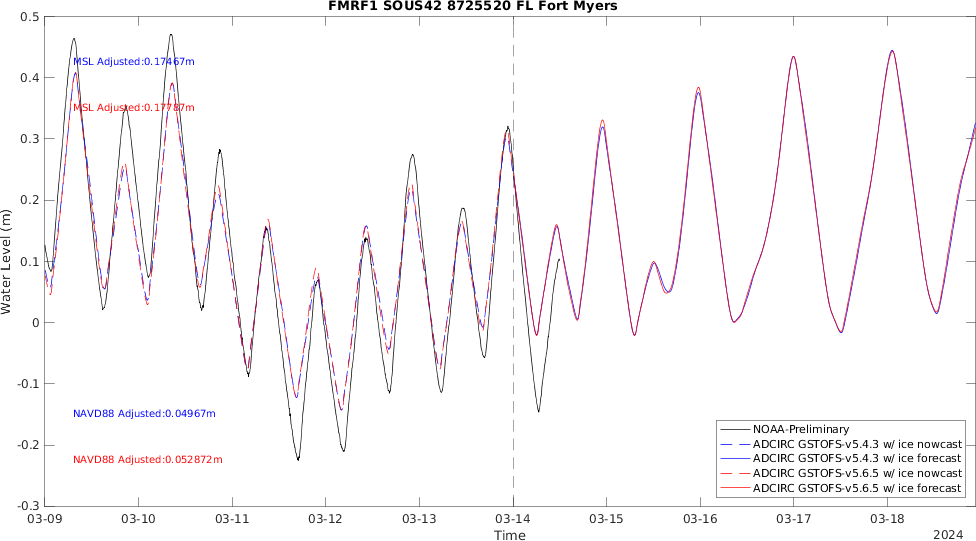 FMRF1 SOUS42 8725520 FL Fort Myers
0.5
0.4
0.3
0.2
0.1
0
-0.1
-0.2
-0.3
Water Level (m)
MSL Adjusted:0.17467m
MSL Adjusted:0.17787m
NAVD88 Adjusted:0.04967m
NAVD88 Adjusted:0.052872m
NOAA-Preliminary
ADCIRC GSTOFS-v5.4.3 w/ ice nowcast
ADCIRC GSTOFS-v5.4.3 w/ ice forecast
ADCIRC GSTOFS-v5.6.5 w/ ice nowcast
ADCIRC GSTOFS-v5.6.5 w/ ice forecast
03-09 03-10 03-11 03-12 03-13 03-14 03-15 03-16 03-17 03-18
Time
2024